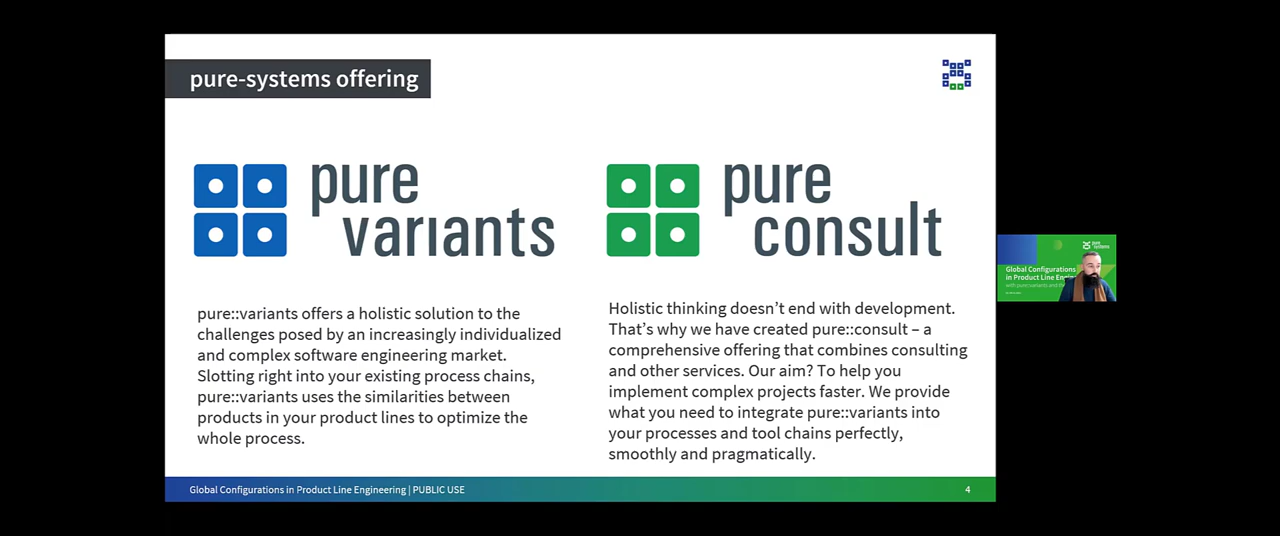 pure-systems offering
pure
variants
pure
consult
pure::variants offers a holistic solution to the
challenges posed by an increasingly individualized
and complex software engineering market.
Slotting right into your existing process chains,
pure::variants uses the similarities between
products in your product lines to optimize the
whole process.
Holistic thinking doesn’t end with development.
That’s why we have created pure::consult – a
comprehensive offering that combines consulting
and other services. Our aim? To help you
implement complex projects faster. We provide
what you need to integrate pure::variants into
your processes and tool chains perfectly,
smoothly and pragmatically.
Global Configurations in Product Line Engineering | PUBLIC USE
4
pure
systems
Global Configurations
in Product Line